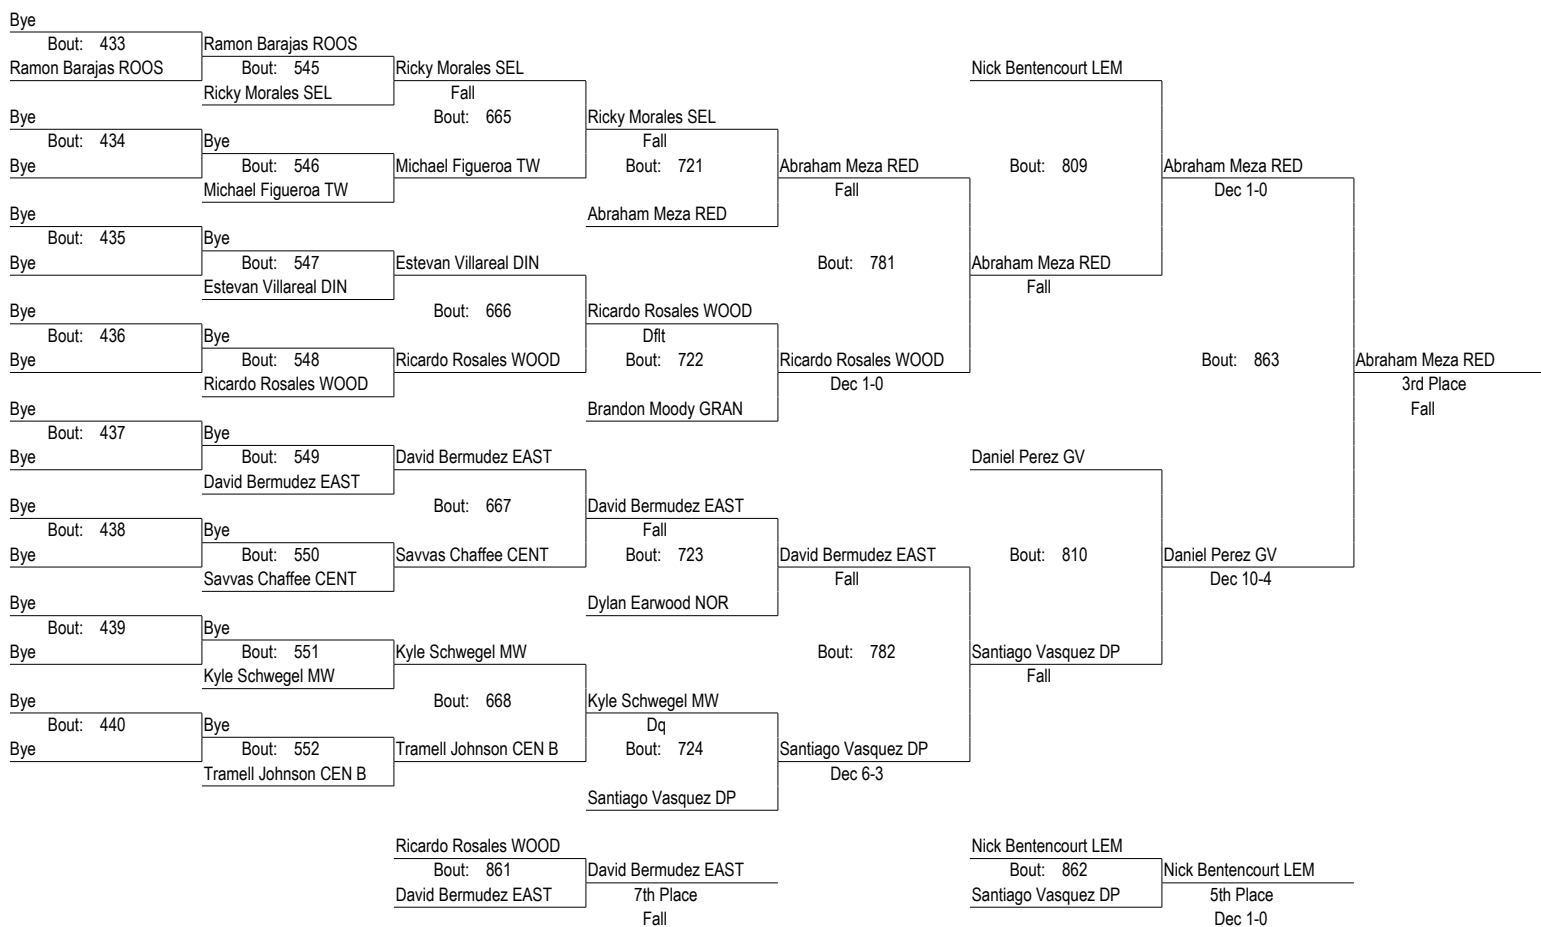 Bye
Bout: 433 Ramon Barajas ROOS
Ramon Barajas ROOS Bout: 545 Ricky Morales SEL Nick Bentencourt LEM
Ricky Morales SEL Fall
Bye Bout: 665 Ricky Morales SEL
Bout: 434 Bye Fall
Bye Bout: 546 Michael Figueroa TW Bout: 721 Abraham Meza RED Bout: 809 Abraham Meza RED
Michael Figueroa TW Fall Dec 1-0
Bye Abraham Meza RED
Bout: 435 Bye
Bye Bout: 547 Estevan Villareal DIN Bout: 781 Abraham Meza RED
Estevan Villareal DIN Fall
Bye Bout: 666 Ricardo Rosales WOOD
Bout: 436 Bye Dflt
Bye Bout: 548 Ricardo Rosales WOOD Bout: 722 Ricardo Rosales WOOD Bout: 863 Abraham Meza RED
Ricardo Rosales WOOD Dec 1-0 3rd Place
Bye Brandon Moody GRAN Fall
Bout: 437 Bye
Bye Bout: 549 David Bermudez EAST Daniel Perez GV
David Bermudez EAST
Bye Bout: 667 David Bermudez EAST
Bout: 438 Bye Fall
Bye Bout: 550 Savvas Chaffee CENT Bout: 723 David Bermudez EAST Bout: 810 Daniel Perez GV
Savvas Chaffee CENT Fall Dec 10-4
Bye Dylan Earwood NOR
Bout: 439 Bye
Bye Bout: 551 Kyle Schwegel MW Bout: 782 Santiago Vasquez DP
Kyle Schwegel MW Fall
Bye Bout: 668 Kyle Schwegel MW
Bout: 440 Bye Dq
Bye Bout: 552 Tramell Johnson CEN B Bout: 724 Santiago Vasquez DP
Tramell Johnson CEN B Dec 6-3
Santiago Vasquez DP
Ricardo Rosales WOOD Nick Bentencourt LEM
Bout: 861 David Bermudez EAST Bout: 862 Nick Bentencourt LEM
David Bermudez EAST 7th Place Santiago Vasquez DP 5th Place
Fall Dec 1-0